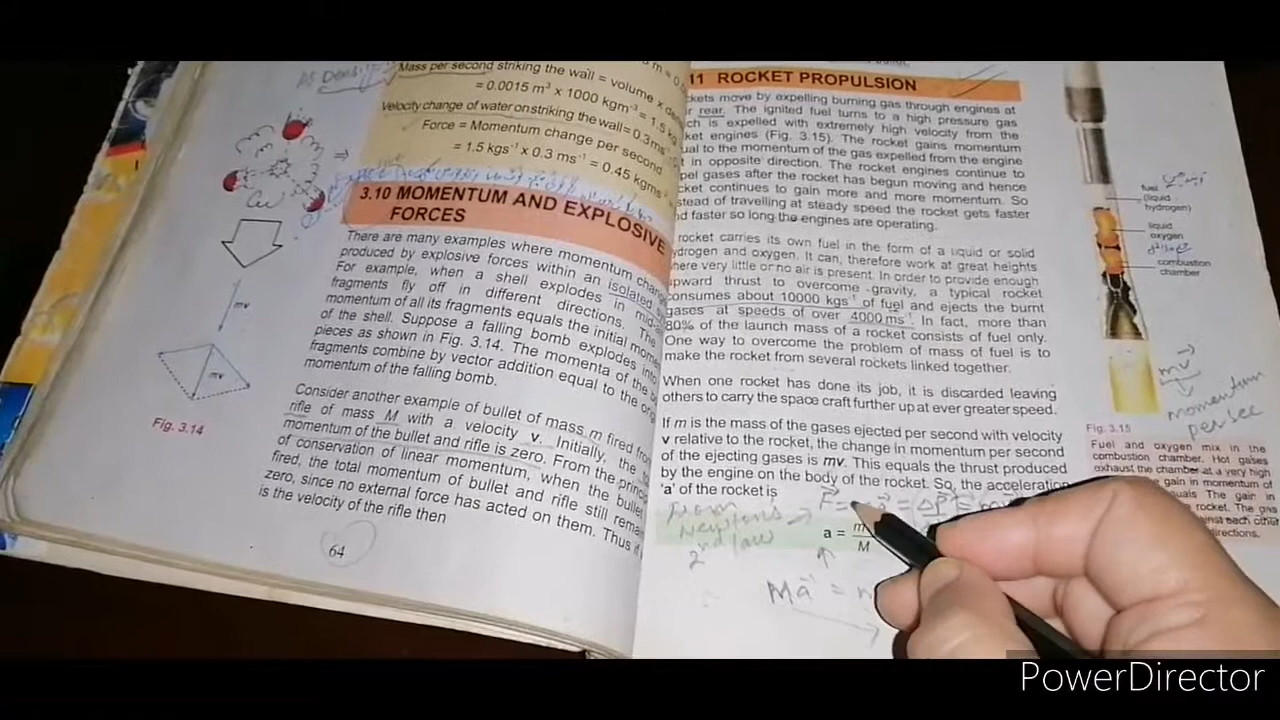 Mass per second striking the wall = volume x
= 0.0015 m³ x 1000 kgm⁻³ = 1.5 kg
Velocity change of water on striking the wall = 0.3 ms⁻¹
Force = Momentum change per second
= 1.5 kgs⁻¹ x 0.3 ms⁻¹ = 0.45 kgms
3.10 MOMENTUM AND EXPLOSIVE
FORCES
There are many examples where momentum
produced by explosive forces within an isolated
For example, when a shell explodes in
fragments fly off in different directions. The
momentum of all its fragments equals the initial
of the shell. Suppose a falling bomb explodes into
pieces as shown in Fig. 3.14. The momenta of the
fragments combine by vector addition equal to the
momentum of the falling bomb.
Consider another example of bullet of mass m fired from
rifle of mass M with a velocity v. Initially, the
momentum of the bullet and rifle is zero. From the
of conservation of linear momentum, when the bullet
fired, the total momentum of bullet and rifle still
zero, since no external force has acted on them. Thus
is the velocity of the rifle then
64
mv
mv
Fig. 3.14
11 ROCKET PROPULSION
move by expelling burning gas through engines at
rear. The ignited fuel turns to a high pressure gas
is expelled with extremely high velocity from the
engines (Fig. 3.15). The rocket gains momentum
to the momentum of the gas expelled from the engine
in opposite direction. The rocket engines continue to
gases after the rocket has begun moving and hence
continues to gain more and more momentum. So
of travelling at steady speed the rocket gets faster
faster so long the engines are operating.
rocket carries its own fuel in the form of a liquid or solid
and oxygen. It can, therefore work at great heights
very little or no air is present. In order to provide enough
upward thrust to overcome gravity, a typical rocket
consumes about 10000 kgs⁻¹ of fuel and ejects the burnt
gases at speeds of over 4000 ms⁻¹. In fact, more than
80% of the launch mass of a rocket consists of fuel only.
One way to overcome the problem of mass of fuel is to
make the rocket from several rockets linked together.
When one rocket has done its job, it is discarded leaving
others to carry the space craft further up at ever greater speed.
If m is the mass of the gases ejected per second with velocity
v relative to the rocket, the change in momentum per second
of the ejecting gases is mv. This equals the thrust produced
by the engine on the body of the rocket. So, the acceleration
'a' of the rocket is
From
Newtons
2nd law
a = m
M
Ma =
fuel
(liquid
hydrogen)
liquid
oxygen
combustion
chamber
mv
momentum
per sec
Fig. 3.15
Fuel and oxygen mix in the
combustion chamber. Hot gases
exhaust the chamber at a very high
gain in momentum
The gain in
rocket. The gas
against each other
directions.
PowerDirector